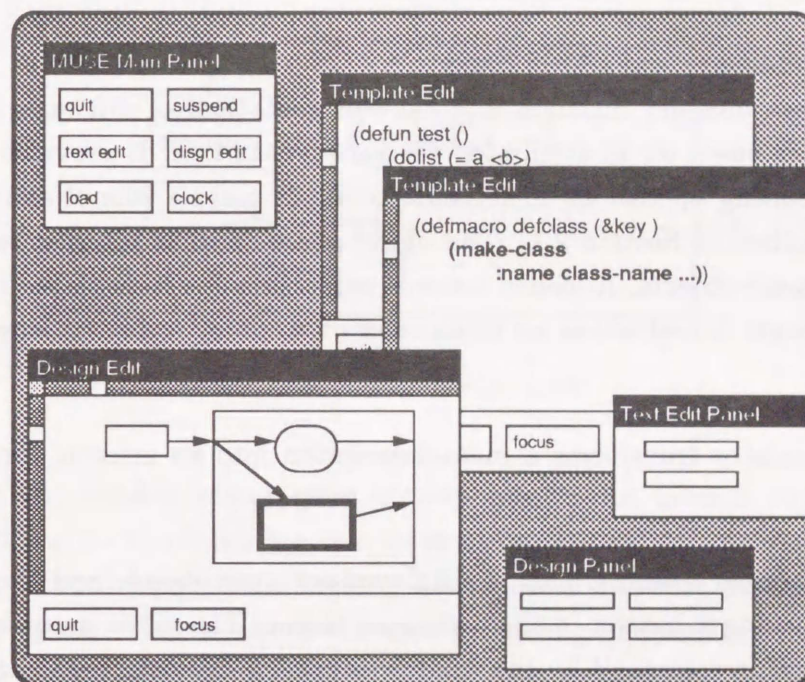 MUSE Main Panel
quit suspend
text edit disgn edit
load clock
Template Edit
(defun test ()
(dolist (= a <b>)
Template Edit
(defmacro defclass (&key )
(make-class
:name class-name ...))
quit
Design Edit
focus
Text Edit Panel
Design Panel
quit focus